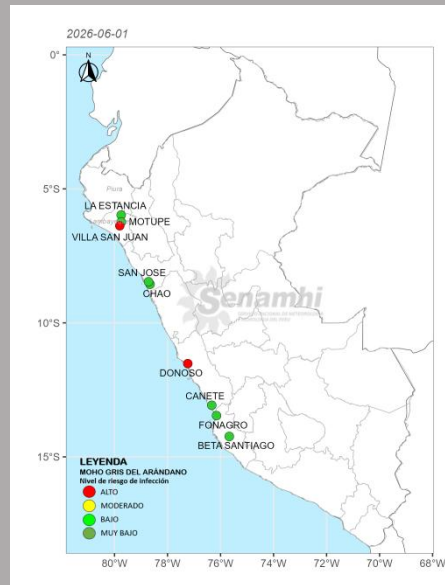 2026-06-01
N
0°
5°S
10°S
15°S
Piura
LA ESTANCIA
MOTUPE
VILLA SAN JUAN
SAN JOSE
CHAO
Senamhi
DONOSO
CANETE
FONAGRO
BETA SANTIAGO
LEYENDA
MOHO GRIS DEL ARÁNDANO
Nivel de riesgo de infección
ALTO
MODERADO
BAJO
MUY BAJO
80°W 78°W 76°W 74°W 72°W 70°W 68°W